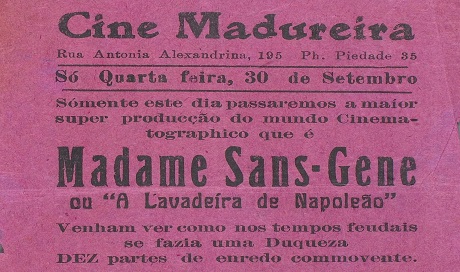 Cine Madureira
Rua Antonia Alexandrina, 195 Ph. Piedade 35
Só Quarta feira, 30 de Setembro
Sómente este dia passaremos a maior
super producção do mundo Cinema-
tographico que é
Madame Sans-Gene
ou "A Lavadeira de Napoleão"
Venham ver como nos tempos feudais
se fazia uma Duqueza
DEZ partes de enredo commovente.